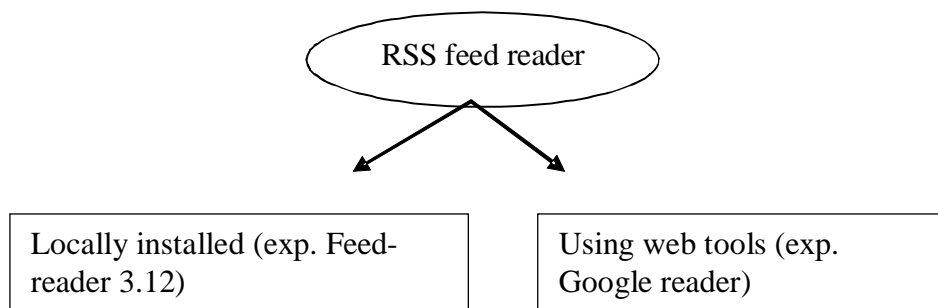 RSS feed reader
Locally installed (exp. Feed-
reader 3.12)
Using web tools (exp.
Google reader)